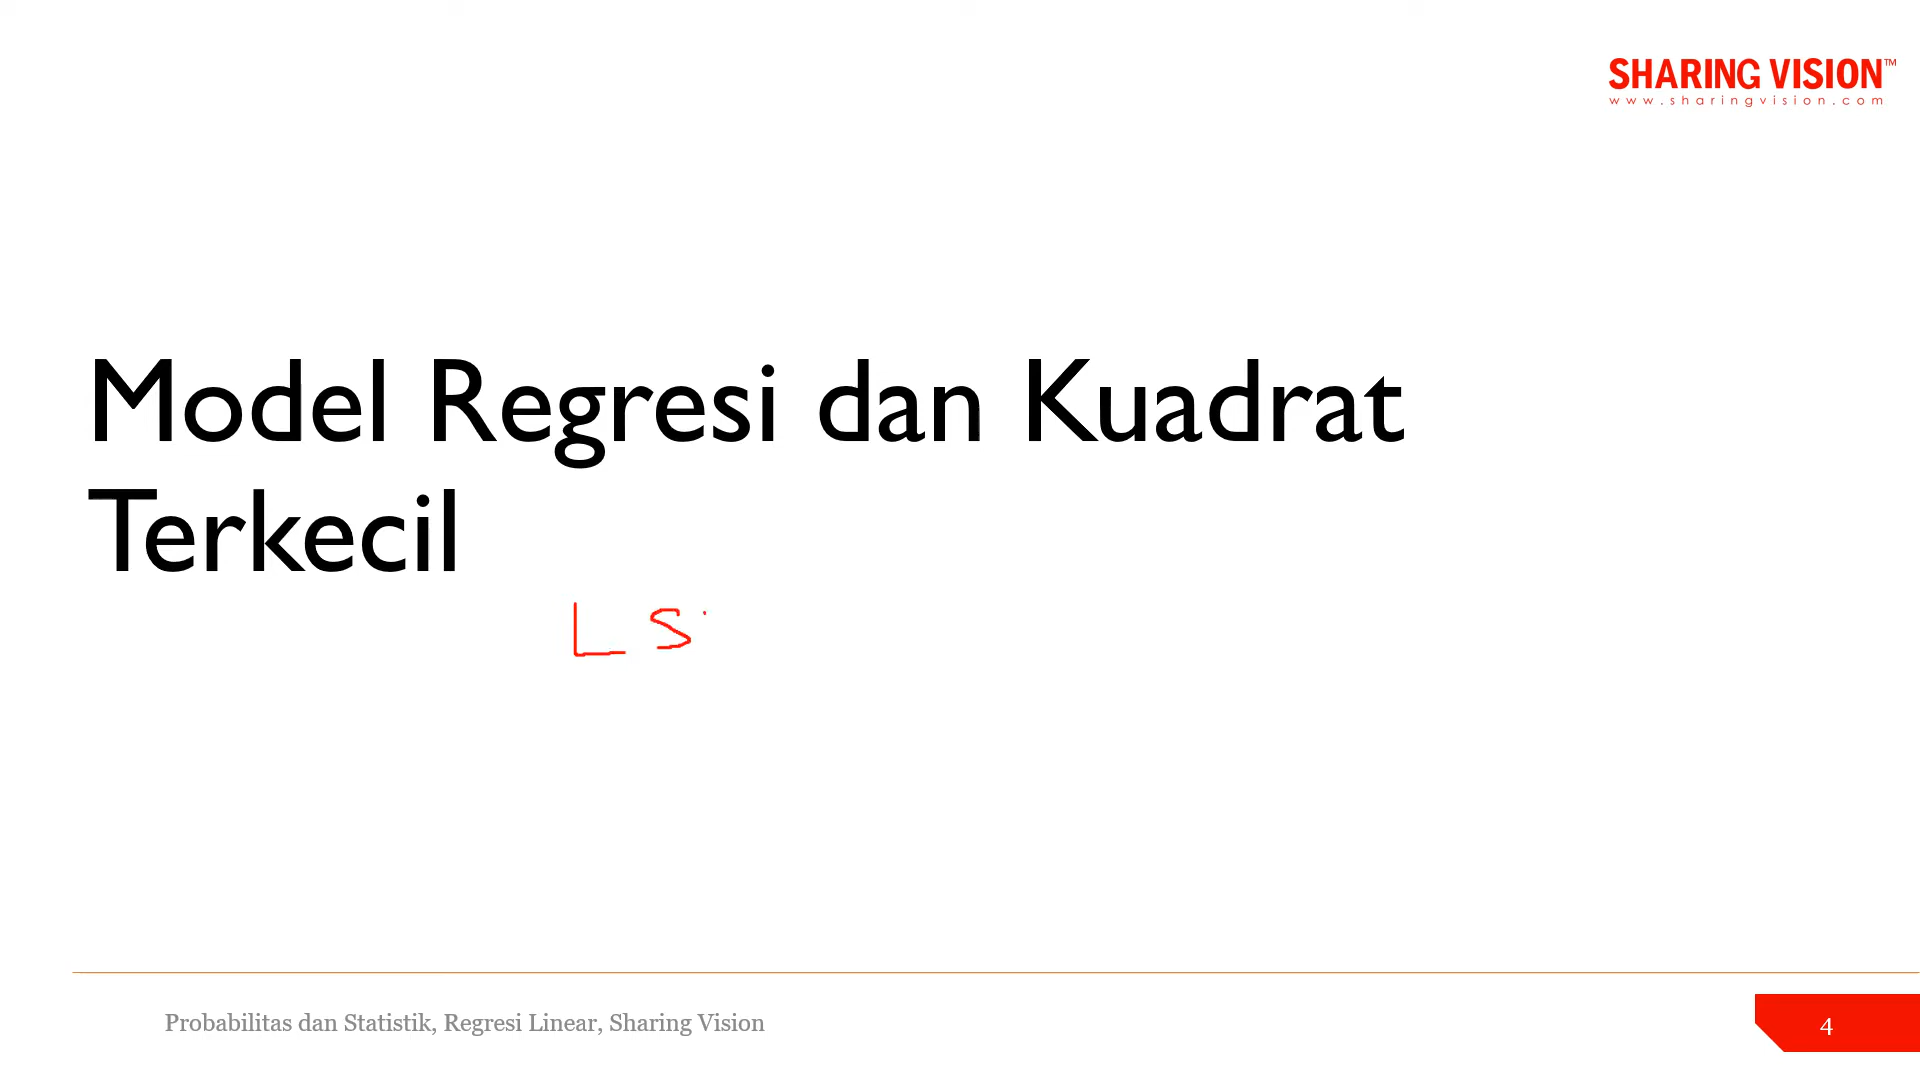 SHARING VISION™
www.sharingvision.com
Model Regresi dan Kuadrat
Terkecil
LS
Probabilitas dan Statistik, Regresi Linear, Sharing Vision
4